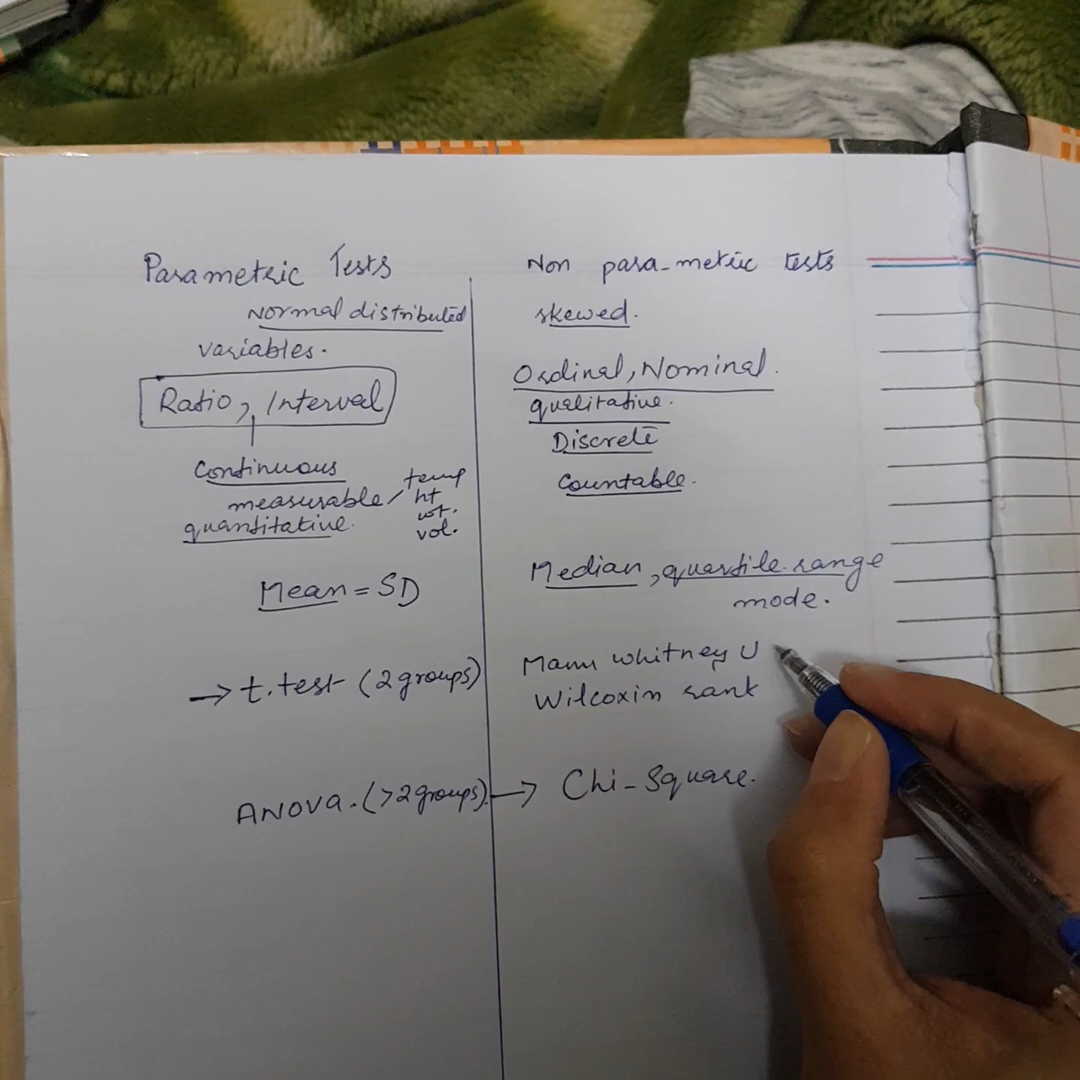 Parametric Tests
Normal distributed
variables.
Ratio, Interval
Continuous
measurable
temp
ht
wt.
vol.
quantitative.
Mean = SD
→ t.test (2 groups)
ANOVA. (>2 groups). →
Non para-metric tests
skewed.
Ordinal, Nominal.
qualitative.
Discrete
Countable.
Median, quartile range
mode.
Mann whitney U
Wilcoxin rank
Chi-Square.